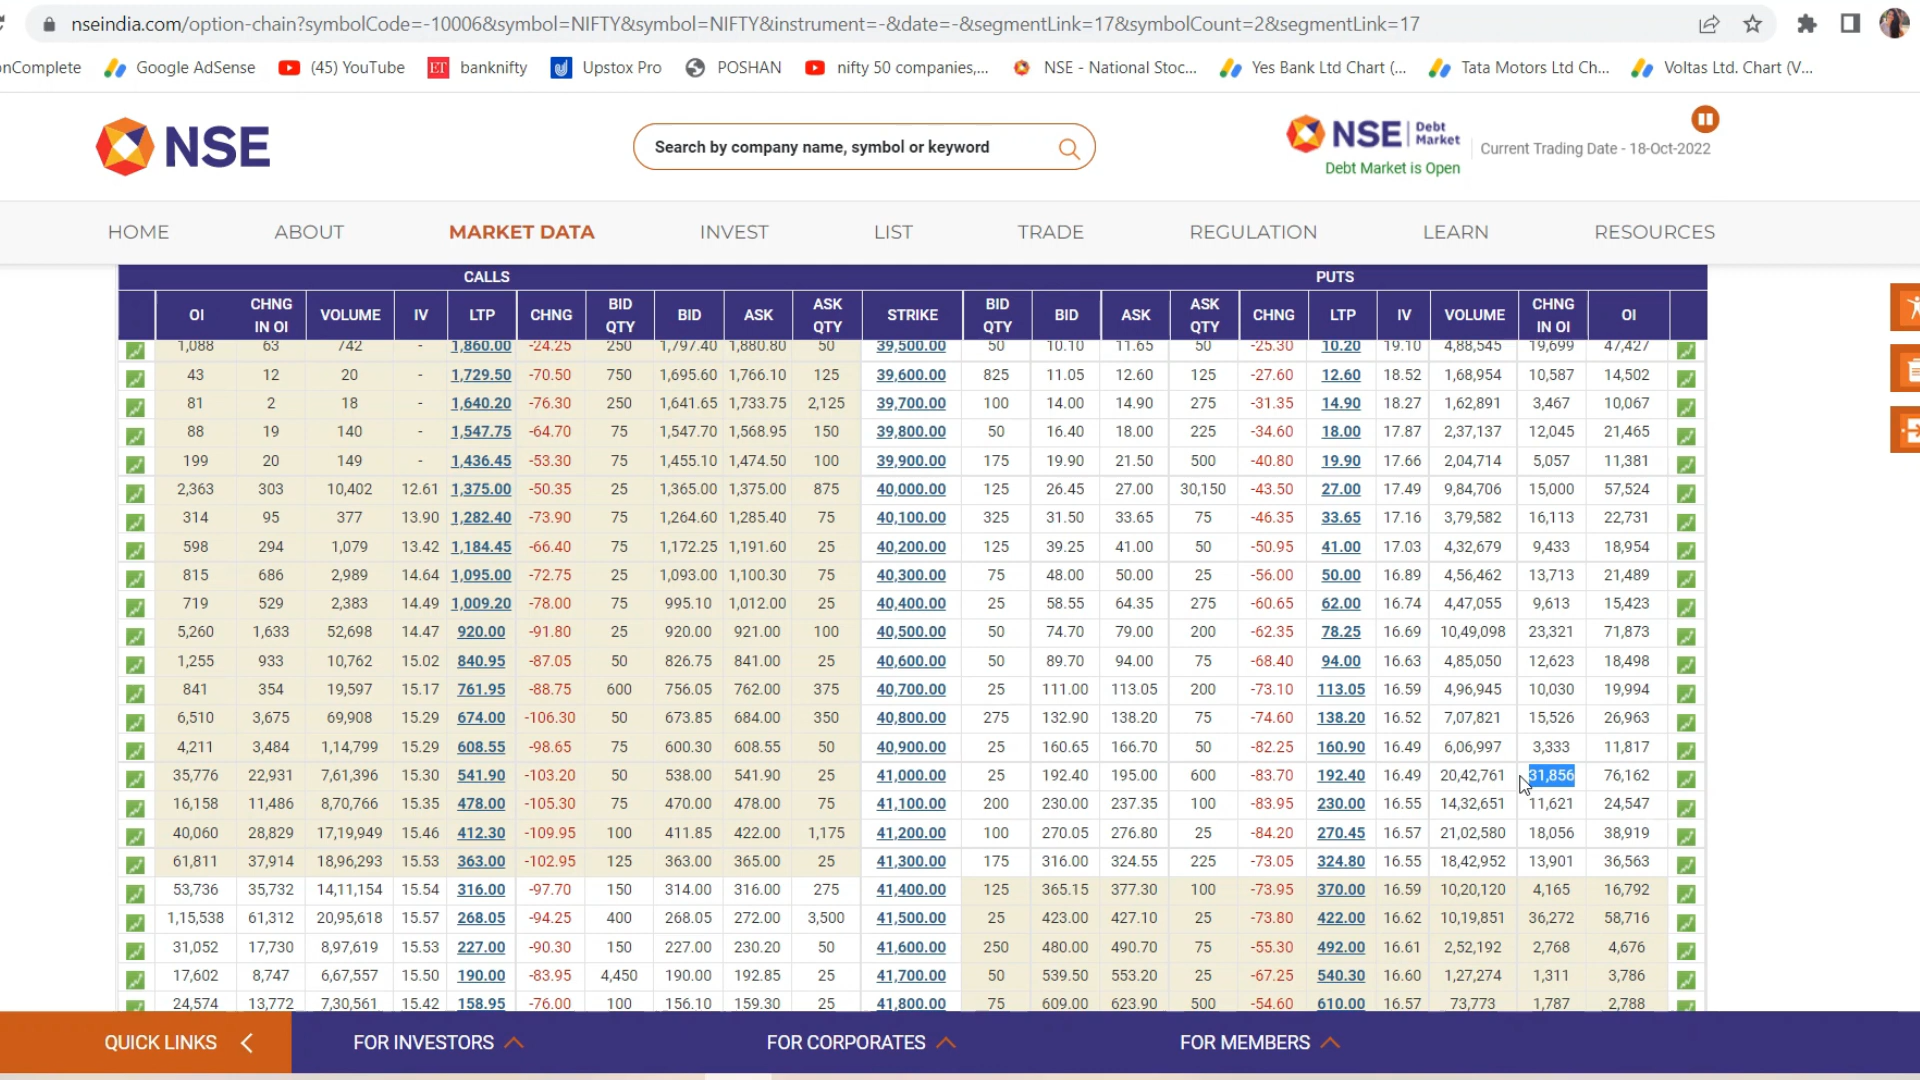 nseindia.com/option-chain?symbolCode=-10006&symbol=NIFTY&symbol=NIFTY&instrument=-&date=-&segmentLink=17&symbolCount=2&segmentLink=17
onComplete Google AdSense (45) YouTube ET banknifty Upstox Pro POSHAN nifty 50 companies,... NSE - National Stoc... Yes Bank Ltd Chart (... Tata Motors Ltd Ch... Voltas Ltd. Chart (V...
NSE
Search by company name, symbol or keyword
NSE Debt Market
Debt Market is Open
Current Trading Date - 18-Oct-2022
HOME ABOUT MARKET DATA INVEST LIST TRADE REGULATION LEARN RESOURCES
CALLS PUTS
OI CHNG IN OI VOLUME IV LTP CHNG BID QTY BID ASK ASK QTY STRIKE BID QTY BID ASK ASK QTY CHNG LTP IV VOLUME CHNG IN OI OI
1,088 63 742 - 1,860.00 -24.25 250 1,797.40 1,880.80 50 39,500.00 50 10.10 11.65 50 -25.30 10.20 19.10 4,88,545 19,699 47,427
43 12 20 - 1,729.50 -70.50 750 1,695.60 1,766.10 125 39,600.00 825 11.05 12.60 125 -27.60 12.60 18.52 1,68,954 10,587 14,502
81 2 18 - 1,640.20 -76.30 250 1,641.65 1,733.75 2,125 39,700.00 100 14.00 14.90 275 -31.35 14.90 18.27 1,62,891 3,467 10,067
88 19 140 - 1,547.75 -64.70 75 1,547.70 1,568.95 150 39,800.00 50 16.40 18.00 225 -34.60 18.00 17.87 2,37,137 12,045 21,465
199 20 149 - 1,436.45 -53.30 75 1,455.10 1,474.50 100 39,900.00 175 19.90 21.50 500 -40.80 19.90 17.66 2,04,714 5,057 11,381
2,363 303 10,402 12.61 1,375.00 -50.35 25 1,365.00 1,375.00 875 40,000.00 125 26.45 27.00 30,150 -43.50 27.00 17.49 9,84,706 15,000 57,524
314 95 377 13.90 1,282.40 -73.90 75 1,264.60 1,285.40 75 40,100.00 325 31.50 33.65 75 -46.35 33.65 17.16 3,79,582 16,113 22,731
598 294 1,079 13.42 1,184.45 -66.40 75 1,172.25 1,191.60 25 40,200.00 125 39.25 41.00 50 -50.95 41.00 17.03 4,32,679 9,433 18,954
815 686 2,989 14.64 1,095.00 -72.75 25 1,093.00 1,100.30 75 40,300.00 75 48.00 50.00 25 -56.00 50.00 16.89 4,56,462 13,713 21,489
719 529 2,383 14.49 1,009.20 -78.00 75 995.10 1,012.00 25 40,400.00 25 58.55 64.35 275 -60.65 62.00 16.74 4,47,055 9,613 15,423
5,260 1,633 52,698 14.47 920.00 -91.80 25 920.00 921.00 100 40,500.00 50 74.70 79.00 200 -62.35 78.25 16.69 10,49,098 23,321 71,873
1,255 933 10,762 15.02 840.95 -87.05 50 826.75 841.00 25 40,600.00 50 89.70 94.00 75 -68.40 94.00 16.63 4,85,050 12,623 18,498
841 354 19,597 15.17 761.95 -88.75 600 756.05 762.00 375 40,700.00 25 111.00 113.05 200 -73.10 113.05 16.59 4,96,945 10,030 19,994
6,510 3,675 69,908 15.29 674.00 -106.30 50 673.85 684.00 350 40,800.00 275 132.90 138.20 75 -74.60 138.20 16.52 7,07,821 15,526 26,963
4,211 3,484 1,14,799 15.29 608.55 -98.65 75 600.30 608.55 50 40,900.00 25 160.65 166.70 50 -82.25 160.90 16.49 6,06,997 3,333 11,817
35,776 22,931 7,61,396 15.30 541.90 -103.20 50 538.00 541.90 25 41,000.00 25 192.40 195.00 600 -83.70 192.40 16.49 20,42,761 31,856 76,162
16,158 11,486 8,70,766 15.35 478.00 -105.30 75 470.00 478.00 75 41,100.00 200 230.00 237.35 100 -83.95 230.00 16.55 14,32,651 11,621 24,547
40,060 28,829 17,19,949 15.46 412.30 -109.95 100 411.85 422.00 1,175 41,200.00 100 270.05 276.80 25 -84.20 270.45 16.57 21,02,580 18,056 38,919
61,811 37,914 18,96,293 15.53 363.00 -102.95 125 363.00 365.00 25 41,300.00 175 316.00 324.55 225 -73.05 324.80 16.55 18,42,952 13,901 36,563
53,736 35,732 14,11,154 15.54 316.00 -97.70 150 314.00 316.00 275 41,400.00 125 365.15 377.30 100 -73.95 370.00 16.59 10,20,120 4,165 16,792
1,15,538 61,312 20,95,618 15.57 268.05 -94.25 400 268.05 272.00 3,500 41,500.00 25 423.00 427.10 25 -73.80 422.00 16.62 10,19,851 36,272 58,716
31,052 17,730 8,97,619 15.53 227.00 -90.30 150 227.00 230.20 50 41,600.00 250 480.00 490.70 75 -55.30 492.00 16.61 2,52,192 2,768 4,676
17,602 8,747 6,67,557 15.50 190.00 -83.95 4,450 190.00 192.85 25 41,700.00 50 539.50 553.20 25 -67.25 540.30 16.60 1,27,274 1,311 3,786
24,574 13,772 7,30,561 15.42 158.95 -76.00 100 156.10 159.30 25 41,800.00 75 609.00 623.90 500 -54.60 610.00 16.57 73,773 1,787 2,788
QUICK LINKS FOR INVESTORS FOR CORPORATES FOR MEMBERS